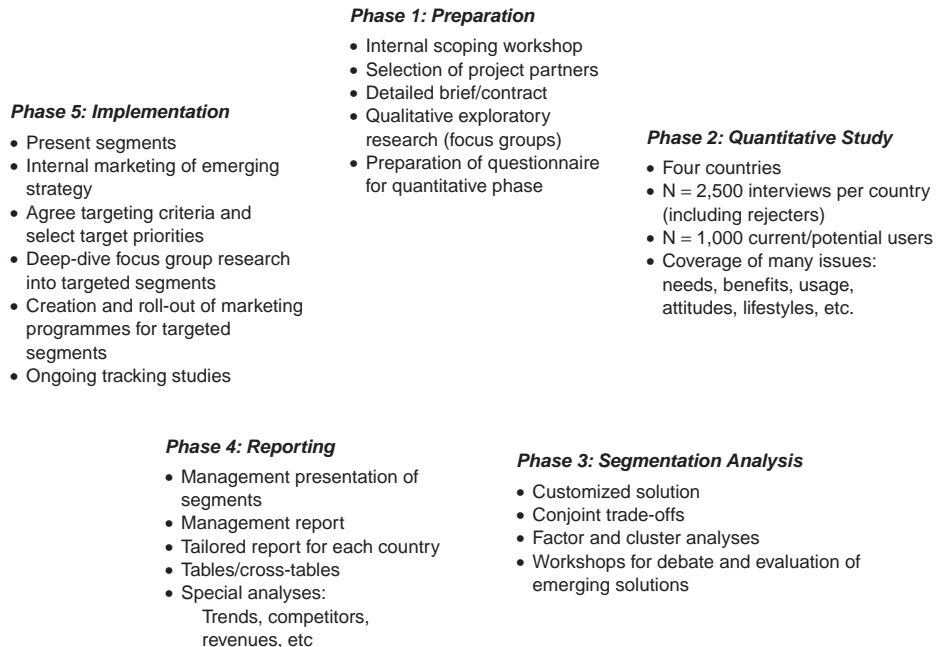 Phase 1: Preparation
• Internal scoping workshop
• Selection of project partners
• Detailed brief/contract
• Qualitative exploratory
research (focus groups)
• Preparation of questionnaire
for quantitative phase
Phase 2: Quantitative Study
• Four countries
• N = 2,500 interviews per country
(including rejecters)
• N = 1,000 current/potential users
• Coverage of many issues:
needs, benefits, usage,
attitudes, lifestyles, etc.
Phase 3: Segmentation Analysis
• Customized solution
• Conjoint trade-offs
• Factor and cluster analyses
• Workshops for debate and evaluation of
emerging solutions
Phase 4: Reporting
• Management presentation of
segments
• Management report
• Tailored report for each country
• Tables/cross-tables
• Special analyses:
Trends, competitors,
revenues, etc
Phase 5: Implementation
• Present segments
• Internal marketing of emerging
strategy
• Agree targeting criteria and
select target priorities
• Deep-dive focus group research
into targeted segments
• Creation and roll-out of marketing
programmes for targeted
segments
• Ongoing tracking studies